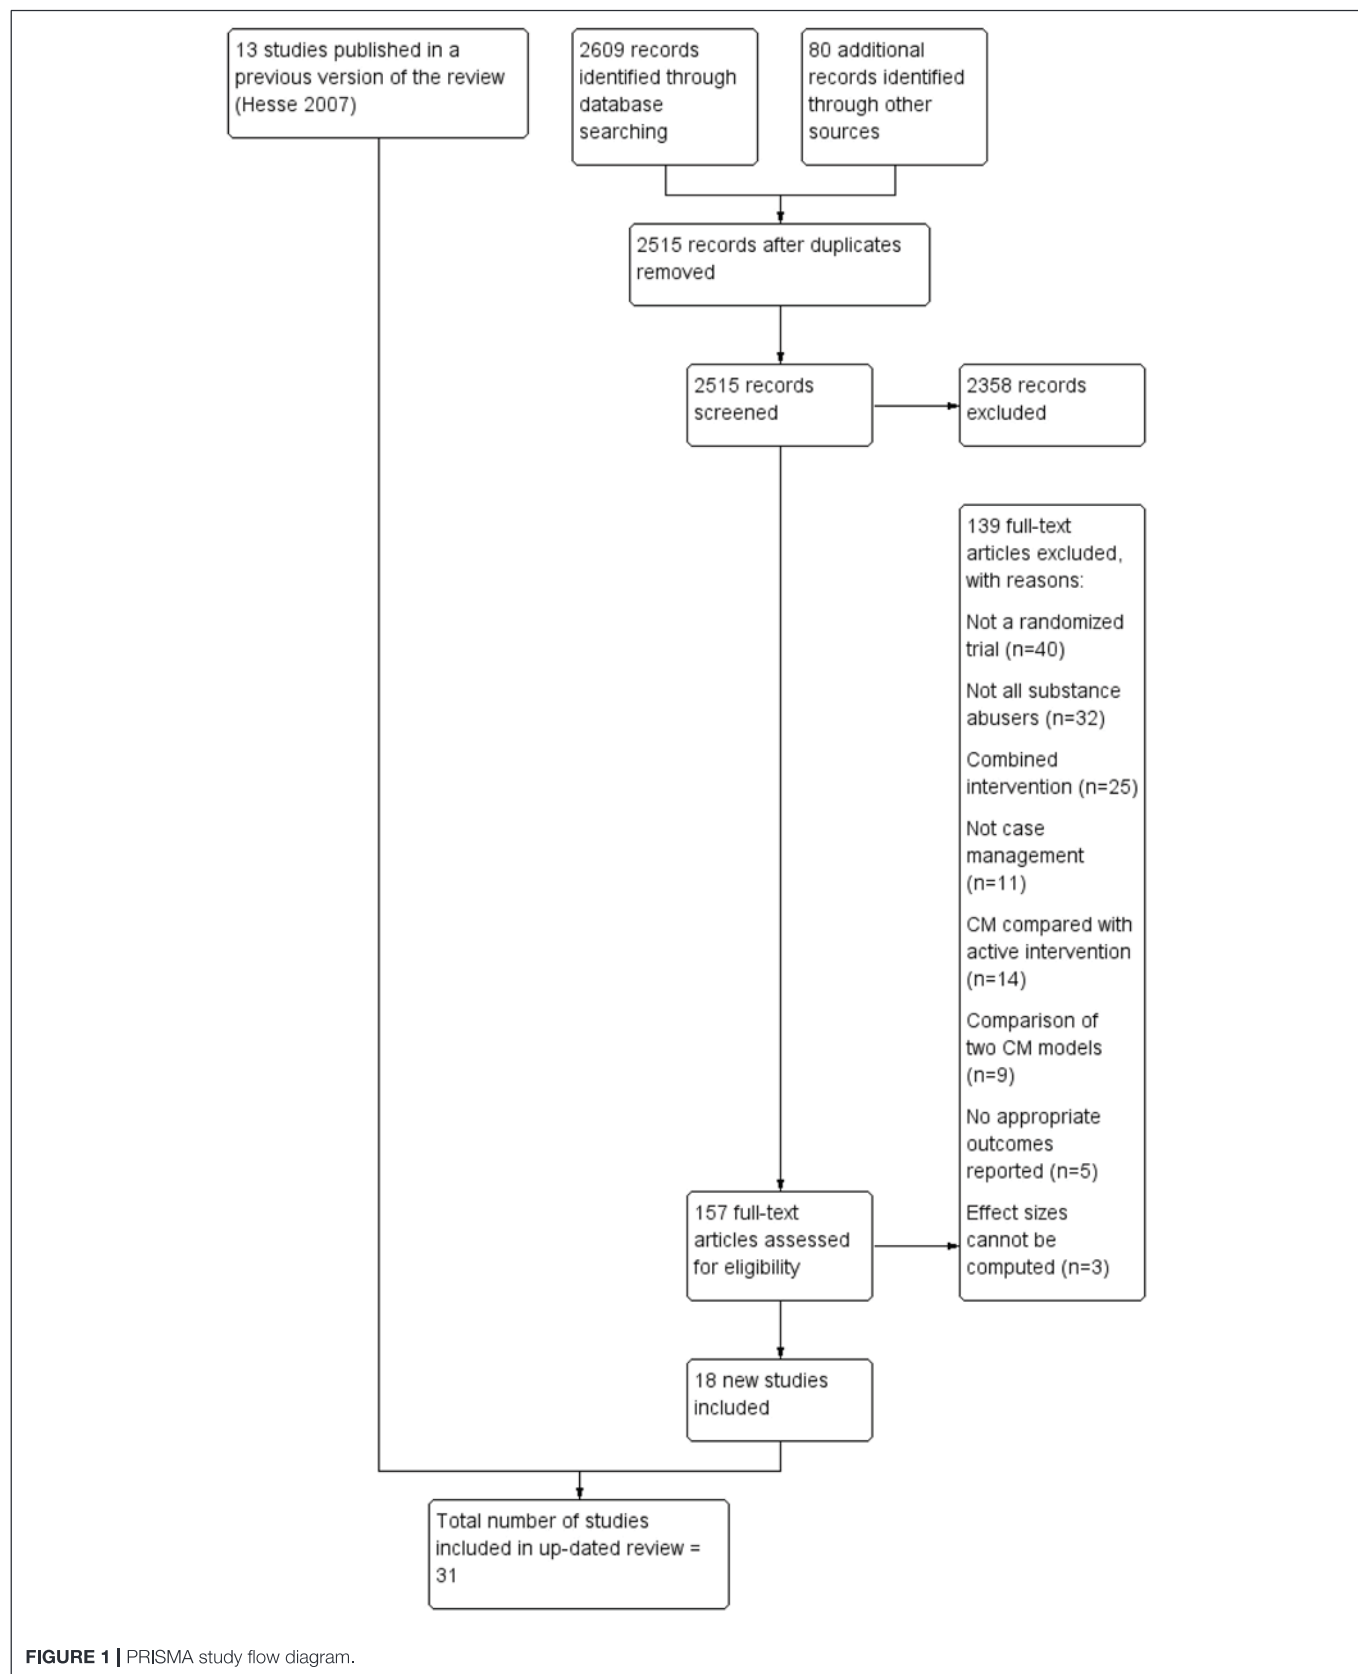 13 studies published in a
previous version of the review
(Hesse 2007)
2609 records
identified through
database
searching
80 additional
records identified
through other
sources
2515 records after duplicates
removed
2515 records
screened
2358 records
excluded
139 full-text
articles excluded,
with reasons:
Not a randomized
trial (n=40)
Not all substance
abusers (n=32)
Combined
intervention (n=25)
Not case
management
(n=11)
CM compared with
active intervention
(n=14)
Comparison of
two CM models
(n=9)
No appropriate
outcomes
reported (n=5)
Effect sizes
cannot be
computed (n=3)
157 full-text
articles assessed
for eligibility
18 new studies
included
Total number of studies
included in up-dated review =
31
FIGURE 1 | PRISMA study flow diagram.